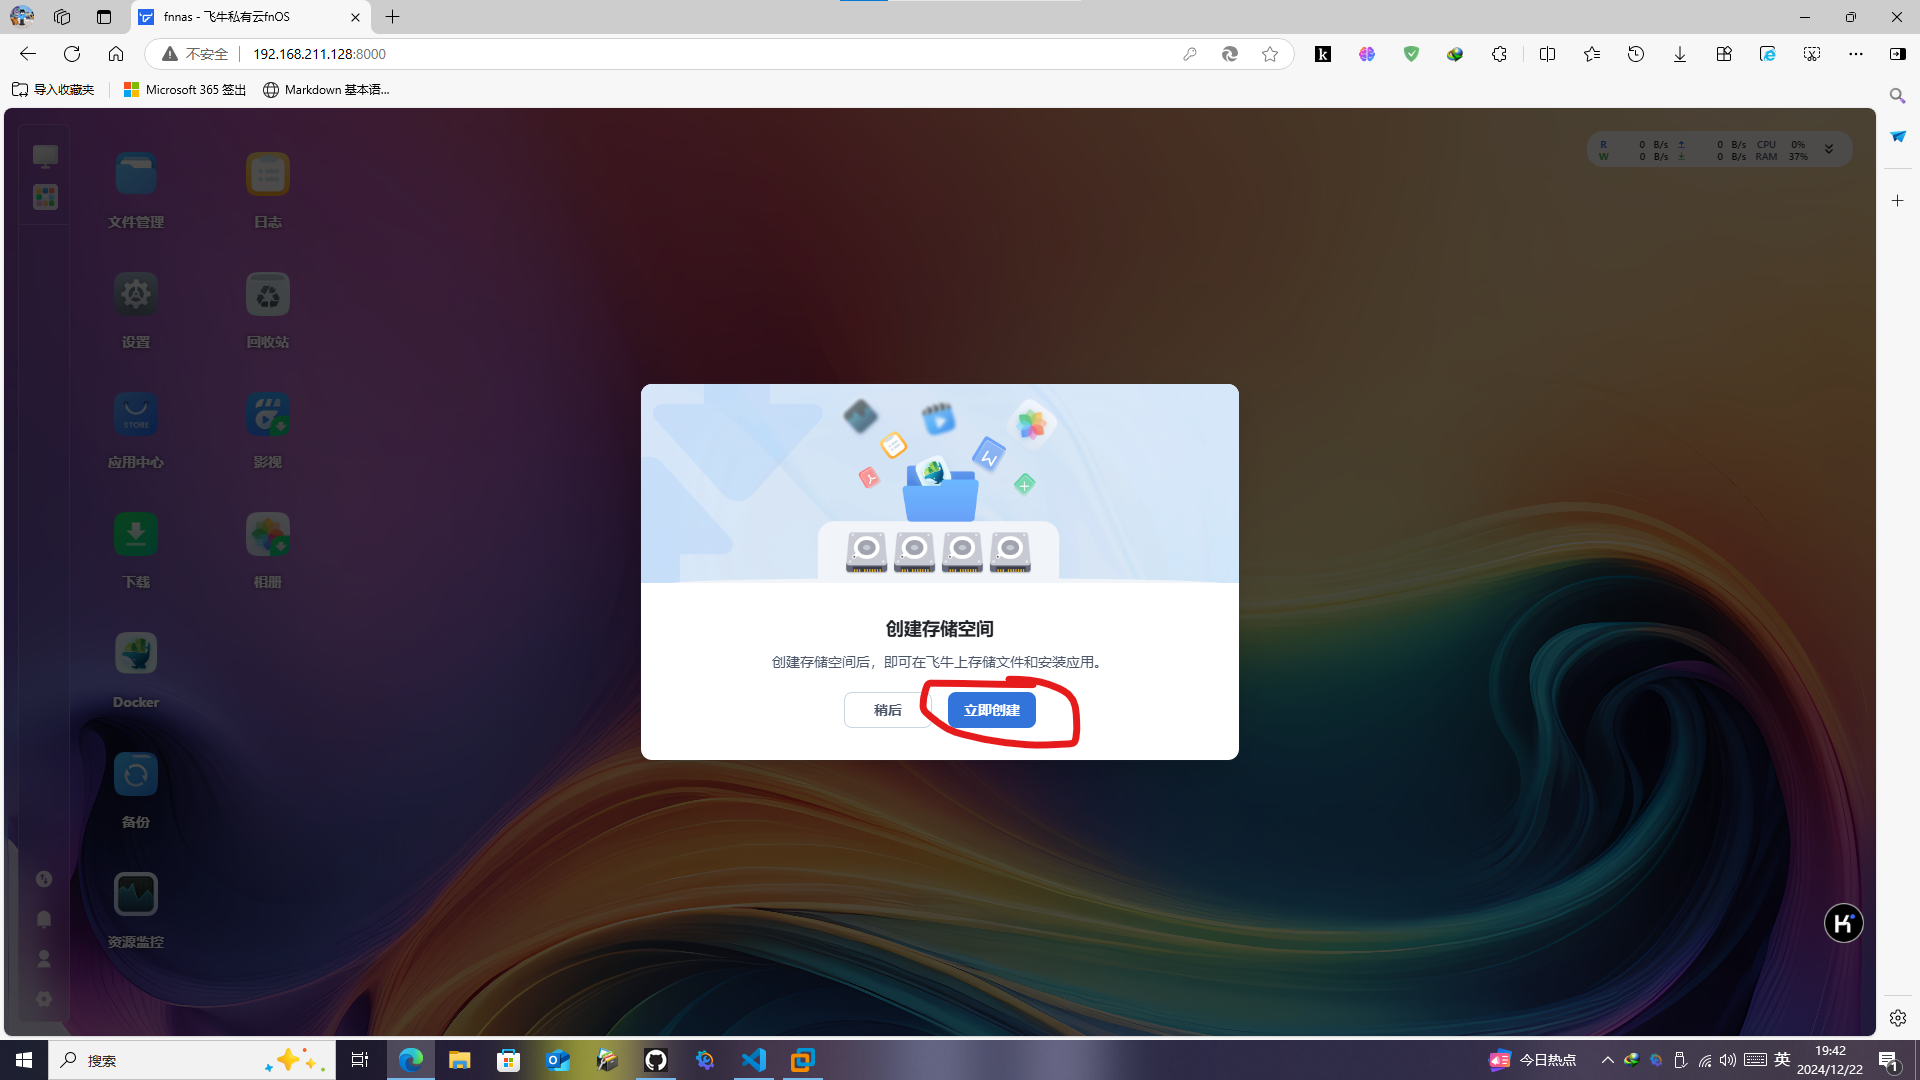 fnnas - 飞牛私有云fnOS
不安全
192.168.211.128:8000
导入收藏夹
Microsoft 365 签出
Markdown 基本语...
R 0 B/s 0 B/s CPU 0%
W 0 B/s 0 B/s RAM 37%
文件管理
日志
设置
回收站
STORE
应用中心
影视
下载
相册
Docker
备份
资源监控
创建存储空间
创建存储空间后，即可在飞牛上存储文件和安装应用。
稍后
立即创建
搜索
今日热点
英
19:42
2024/12/22
1